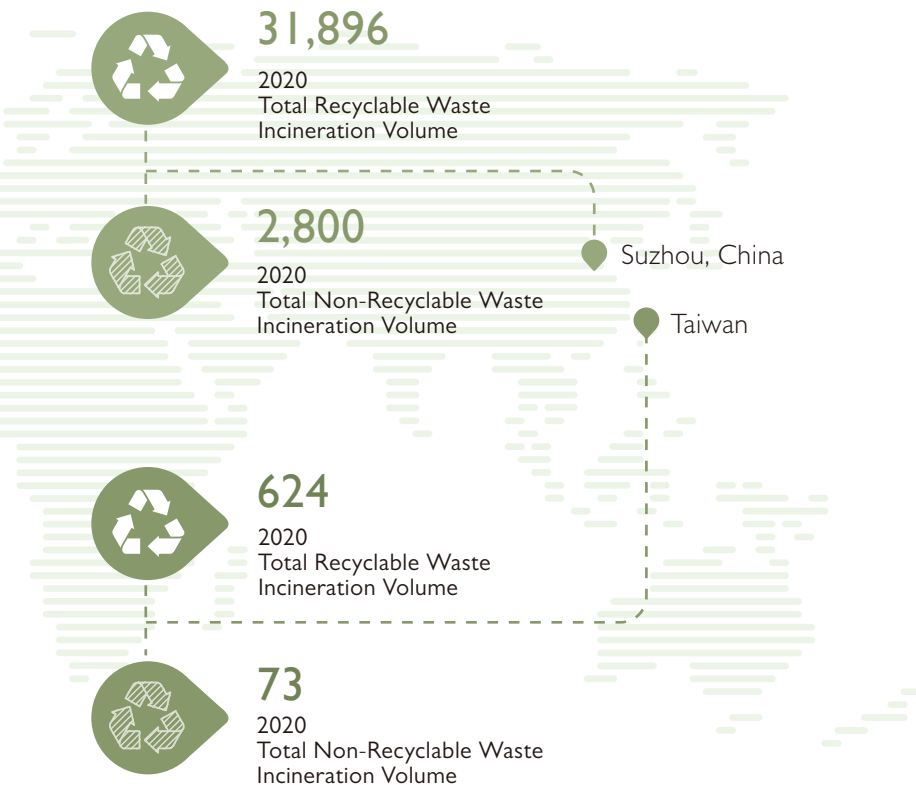 31,896
2020
Total Recyclable Waste
Incineration Volume
2,800
2020
Total Non-Recyclable Waste
Incineration Volume
Suzhou, China
Taiwan
624
2020
Total Recyclable Waste
Incineration Volume
73
2020
Total Non-Recyclable Waste
Incineration Volume